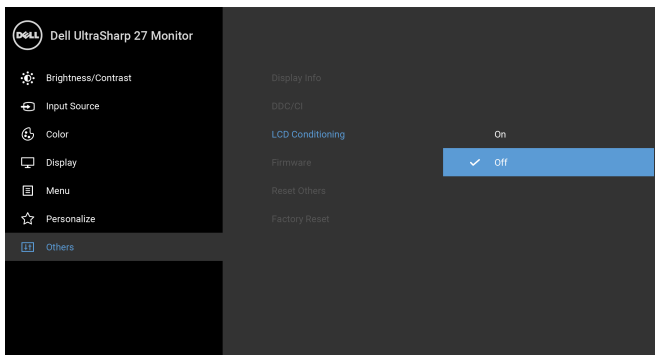 DELL Dell UltraSharp 27 Monitor
Brightness/Contrast
Input Source
Color
Display
Menu
Personalize
Others
Display Info
DDC/CI
LCD Conditioning
Firmware
Reset Others
Factory Reset
On
Off